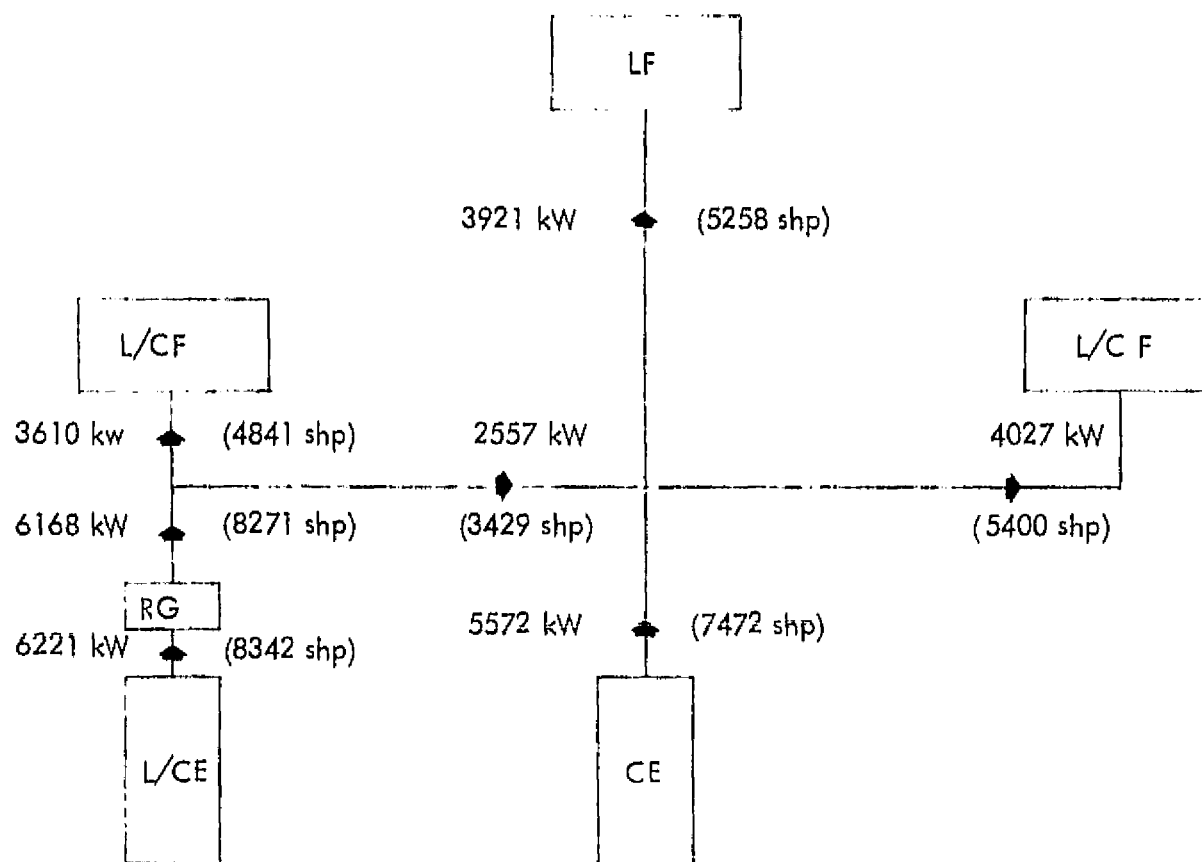 LF
3921 kW (5258 shp)
L/CF
L/C F
3610 kw (4841 shp) 2557 kW 4027 kW
6168 kW (8271 shp) (3429 shp) (5400 shp)
RG
6221 kW (8342 shp) 5572 kW (7472 shp)
L/CE
CE